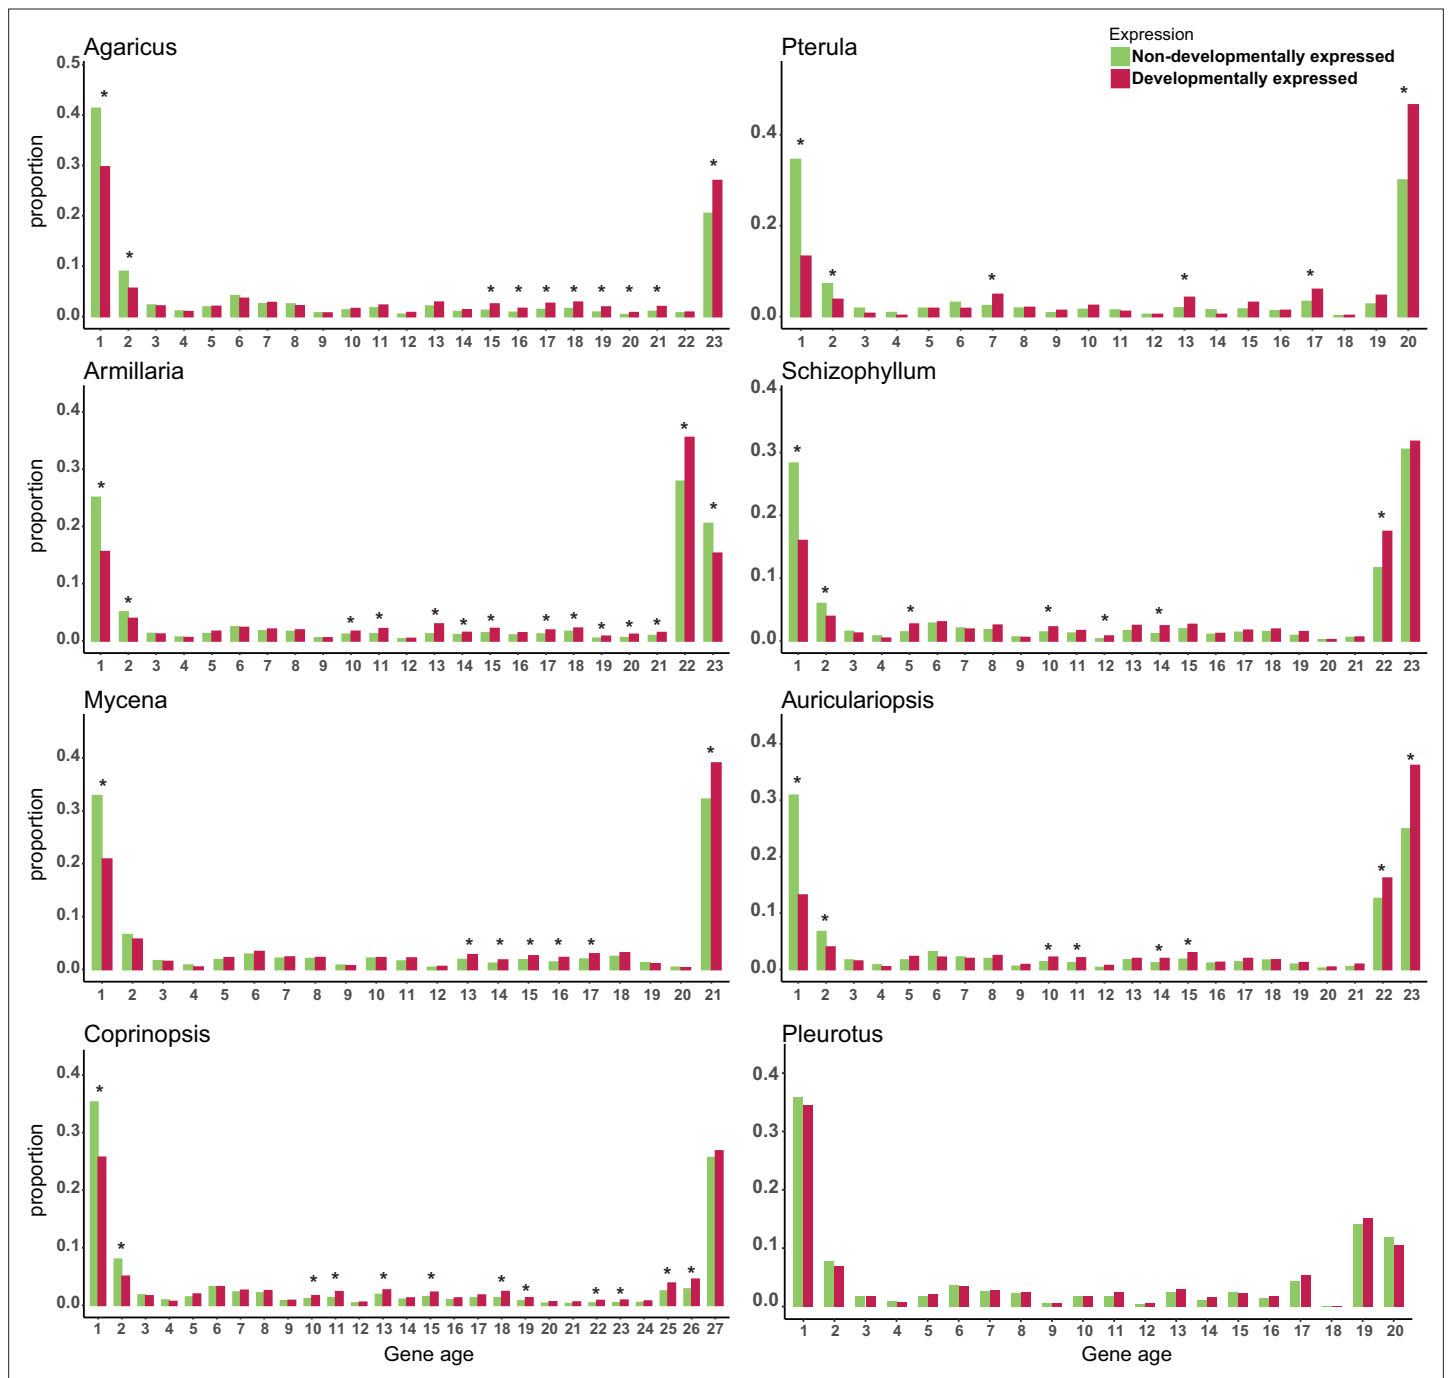 Agaricus
proportion
0.5
0.4
0.3
0.2
0.1
0.0
* * * * * * * * * *
1 2 3 4 5 6 7 8 9 10 11 12 13 14 15 16 17 18 19 20 21 22 23
Pterula
Expression
Non-developmentally expressed
Developmentally expressed
0.4
0.2
0.0
* * * * * *
1 2 3 4 5 6 7 8 9 10 11 12 13 14 15 16 17 18 19 20
Armillaria
proportion
0.4
0.3
0.2
0.1
0.0
* * * * * * * * * * * * *
1 2 3 4 5 6 7 8 9 10 11 12 13 14 15 16 17 18 19 20 21 22 23
Schizophyllum
0.4
0.3
0.2
0.1
0.0
* * * * * * *
1 2 3 4 5 6 7 8 9 10 11 12 13 14 15 16 17 18 19 20 21 22 23
Mycena
proportion
0.4
0.3
0.2
0.1
0.0
* * * * * * *
1 2 3 4 5 6 7 8 9 10 11 12 13 14 15 16 17 18 19 20 21
Auriculariopsis
0.4
0.3
0.2
0.1
0.0
* * * * * * * *
1 2 3 4 5 6 7 8 9 10 11 12 13 14 15 16 17 18 19 20 21 22 23
Coprinopsis
proportion
0.4
0.3
0.2
0.1
0.0
* * * * * * * * * * * *
1 2 3 4 5 6 7 8 9 10 11 12 13 14 15 16 17 18 19 20 21 22 23 24 25 26 27
Gene age
Pleurotus
0.4
0.3
0.2
0.1
0.0
1 2 3 4 5 6 7 8 9 10 11 12 13 14 15 16 17 18 19 20
Gene age